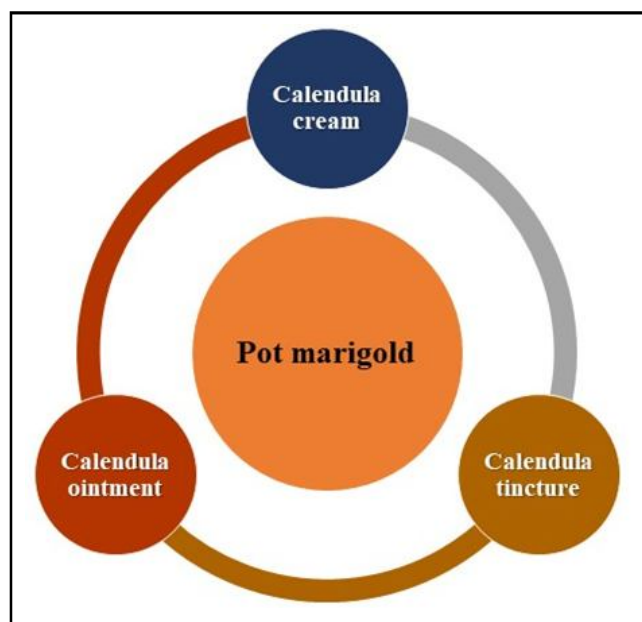 Calendula
cream
Pot marigold
Calendula
ointment
Calendula
tincture